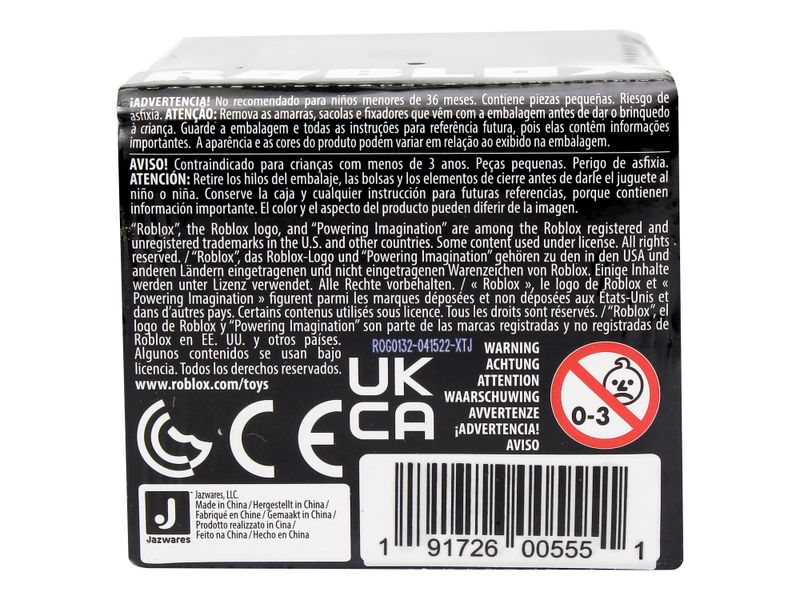 ROBLOX
¡ADVERTENCIA! No recomendado para niños menores de 36 meses. Contiene piezas pequeñas. Riesgo de
asfixia. ATENÇÃO: Remova as amarras, sacolas e fixadores que vêm com a embalagem antes de dar o brinquedo
à criança. Guarde a embalagem e todas as instruções para referência futura, pois elas contêm informações
importantes. A aparência e as cores do produto podem variar em relação ao exibido na embalagem.
AVISO! Contraindicado para crianças com menos de 3 anos. Peças pequenas. Perigo de asfixia.
ATENCIÓN: Retire los hilos del embalaje, las bolsas y los elementos de cierre antes de darle el juguete al
niño o niña. Conserve la caja y cualquier instrucción para futuras referencias, porque contienen
información importante. El color y el aspecto del producto pueden diferir de la imagen.
"Roblox", the Roblox logo, and "Powering Imagination" are among the Roblox registered and
unregistered trademarks in the U.S. and other countries. Some content used under license. All rights
reserved. / "Roblox", das Roblox-Logo und "Powering Imagination" gehören zu den in den USA und
anderen Ländern eingetragenen und nicht eingetragenen Warenzeichen von Roblox. Einige Inhalte
werden unter Lizenz verwendet. Alle Rechte vorbehalten. / « Roblox », le logo de Roblox et «
Powering Imagination » figurent parmi les marques déposées et non déposées aux États-Unis et
dans d'autres pays. Certains contenus utilisés sous licence. Tous les droits sont réservés. / "Roblox", el
logo de Roblox y "Powering Imagination" son parte de las marcas registradas y no registradas de
Roblox en EE. UU. y otros países.
Algunos contenidos se usan bajo
licencia. Todos los derechos reservados.
www.roblox.com/toys
ROG0132-041522-XTJ
WARNING
ACHTUNG
ATTENTION
WAARSCHUWING
AVVERTENZE
¡ADVERTENCIA!
AVISO
0-3
CE
UK
CA
J
Jazwares
Jazwares, LLC.
Made in China / Hergestellt in China /
Fabriqué en Chine / Gemaakt in China /
Prodotto realizzato in Cina /
Feito na China / Hecho en China
1 91726 00555 1